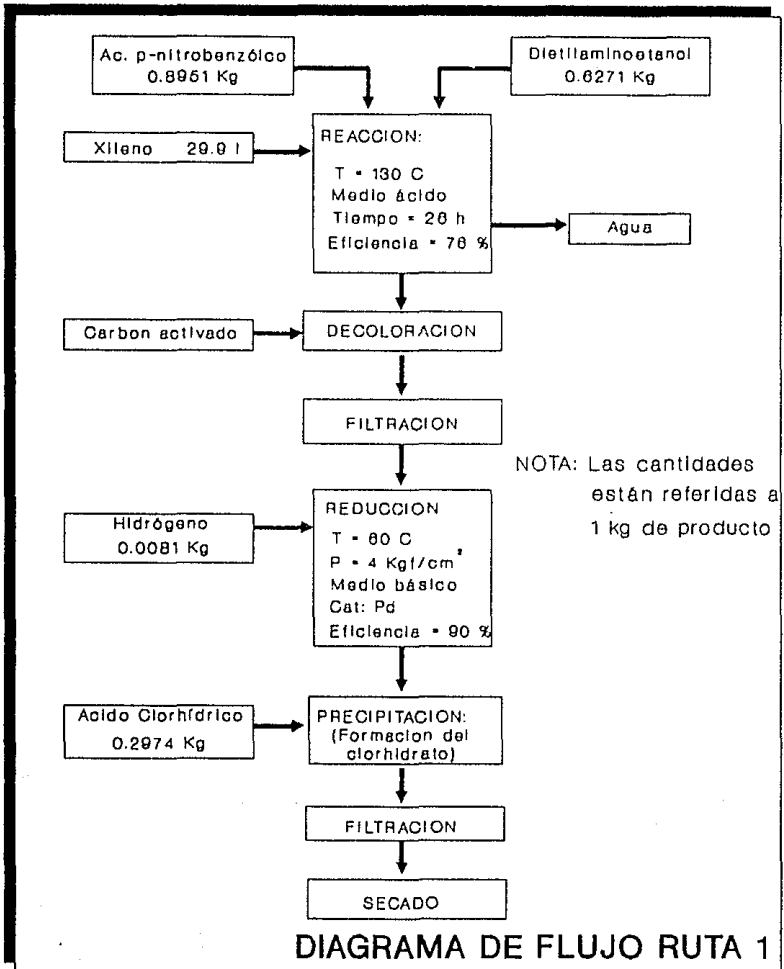 Ac. p-nitrobenzóico
0.8951 Kg
Dietilaminoetanol
0.6271 Kg
Xileno 29.9 l
REACCION:
T = 130 C
Medio ácido
Tiempo = 26 h
Eficiencia = 76 %
Agua
Carbon activado
DECOLORACION
FILTRACION
NOTA: Las cantidades
están referidas a
1 kg de producto
Hidrógeno
0.0081 Kg
REDUCCION
T = 60 C
P = 4 Kgf/cm²
Medio básico
Cat: Pd
Eficiencia = 90 %
Acido Clorhídrico
0.2974 Kg
PRECIPITACION:
(Formacion del
clorhidrato)
FILTRACION
SECADO
DIAGRAMA DE FLUJO RUTA 1